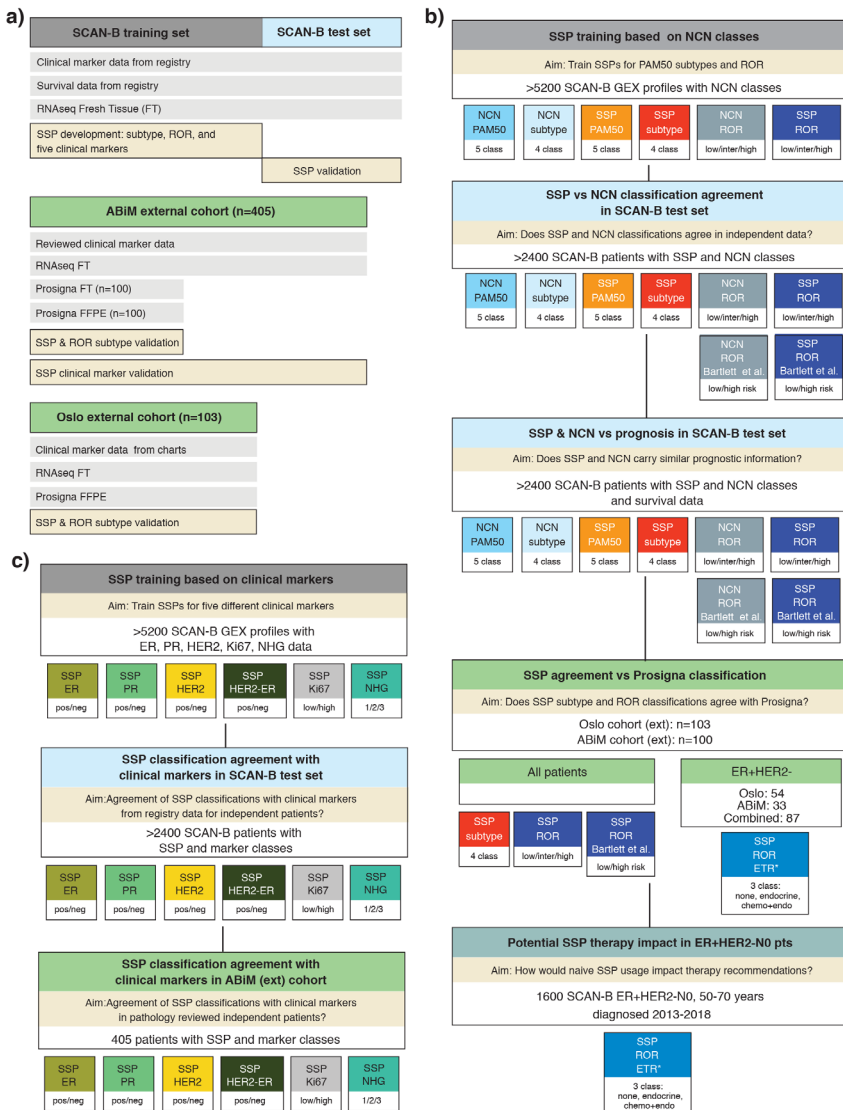 a)
SCAN-B training set
SCAN-B test set
Clinical marker data from registry
Survival data from registry
RNAseq Fresh Tissue (FT)
SSP development: subtype, ROR, and
five clinical markers
SSP validation
ABiM external cohort (n=405)
Reviewed clinical marker data
RNAseq FT
Prosigna FT (n=100)
Prosigna FFPE (n=100)
SSP & ROR subtype validation
SSP clinical marker validation
Oslo external cohort (n=103)
Clinical marker data from charts
RNAseq FT
Prosigna FFPE
SSP & ROR subtype validation
b)
SSP training based on NCN classes
Aim: Train SSPs for PAM50 subtypes and ROR
>5200 SCAN-B GEX profiles with NCN classes
NCN PAM50
5 class
NCN subtype
4 class
SSP PAM50
5 class
SSP subtype
4 class
NCN ROR
low/inter/high
SSP ROR
low/inter/high
SSP vs NCN classification agreement
in SCAN-B test set
Aim: Does SSP and NCN classifications agree in independent data?
>2400 SCAN-B patients with SSP and NCN classes
NCN PAM50
5 class
NCN subtype
4 class
SSP PAM50
5 class
SSP subtype
4 class
NCN ROR
low/inter/high
SSP ROR
low/inter/high
NCN
ROR
Bartlett et al.
low/high risk
SSP
ROR
Bartlett et al.
low/high risk
SSP & NCN vs prognosis in SCAN-B test set
Aim: Does SSP and NCN carry similar prognostic information?
>2400 SCAN-B patients with SSP and NCN classes
and survival data
NCN PAM50
5 class
NCN subtype
4 class
SSP PAM50
5 class
SSP subtype
4 class
NCN ROR
low/inter/high
SSP ROR
low/inter/high
NCN
ROR
Bartlett et al.
low/high risk
SSP
ROR
Bartlett et al.
low/high risk
SSP agreement vs Prosigna classification
Aim: Does SSP subtype and ROR classifications agree with Prosigna?
Oslo cohort (ext): n=103
ABiM cohort (ext): n=100
All patients
SSP subtype
4 class
SSP ROR
low/inter/high
SSP
ROR
Bartlett et al.
low/high risk
ER+HER2-
Oslo: 54
ABiM: 33
Combined: 87
SSP
ROR
ETR*
3 class:
none, endocrine,
chemo+endo
Potential SSP therapy impact in ER+HER2-N0 pts
Aim: How would naive SSP usage impact therapy recommendations?
1600 SCAN-B ER+HER2-N0, 50-70 years
diagnosed 2013-2018
SSP
ROR
ETR*
3 class:
none, endocrine,
chemo+endo
c)
SSP training based on clinical markers
Aim: Train SSPs for five different clinical markers
>5200 SCAN-B GEX profiles with
ER, PR, HER2, Ki67, NHG data
SSP ER
pos/neg
SSP PR
pos/neg
SSP HER2
pos/neg
SSP HER2-ER
pos/neg
SSP Ki67
low/high
SSP NHG
1/2/3
SSP classification agreement with
clinical markers in SCAN-B test set
Aim:Agreement of SSP classifications with clinical markers
from registry data for independent patients?
>2400 SCAN-B patients with
SSP and marker classes
SSP ER
pos/neg
SSP PR
pos/neg
SSP HER2
pos/neg
SSP HER2-ER
pos/neg
SSP Ki67
low/high
SSP NHG
1/2/3
SSP classification agreement with
clinical markers in ABiM (ext) cohort
Aim:Agreement of SSP classifications with clinical markers
in pathology reviewed independent patients?
405 patients with SSP and marker classes
SSP ER
pos/neg
SSP PR
pos/neg
SSP HER2
pos/neg
SSP HER2-ER
pos/neg
SSP Ki67
low/high
SSP NHG
1/2/3